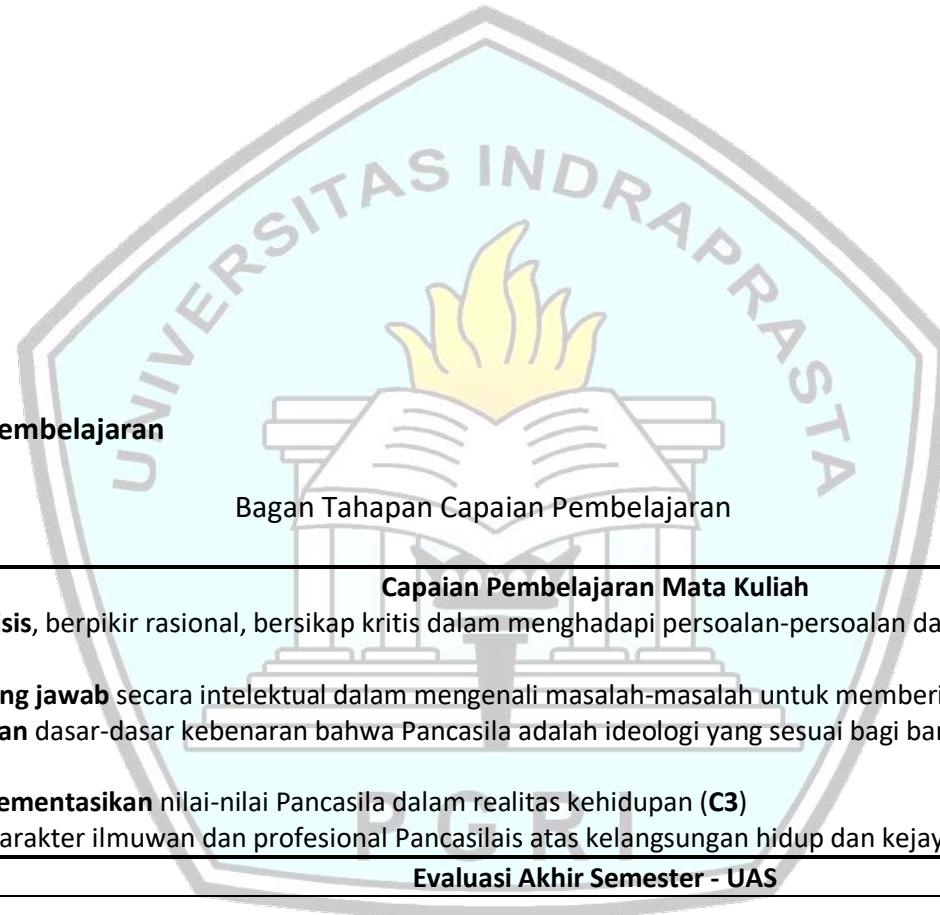 UNIVERSITAS INDRAPRASTA
embelajaran
Bagan Tahapan Capaian Pembelajaran
Capaian Pembelajaran Mata Kuliah
sis, berpikir rasional, bersikap kritis dalam menghadapi persoalan-persoalan da
ng jawab secara intelektual dalam mengenali masalah-masalah untuk memberi
an dasar-dasar kebenaran bahwa Pancasila adalah ideologi yang sesuai bagi ban
ementasikan nilai-nilai Pancasila dalam realitas kehidupan (C3)
arakter ilmuwan dan profesional Pancasilais atas kelangsungan hidup dan kejay
PGRI
Evaluasi Akhir Semester - UAS